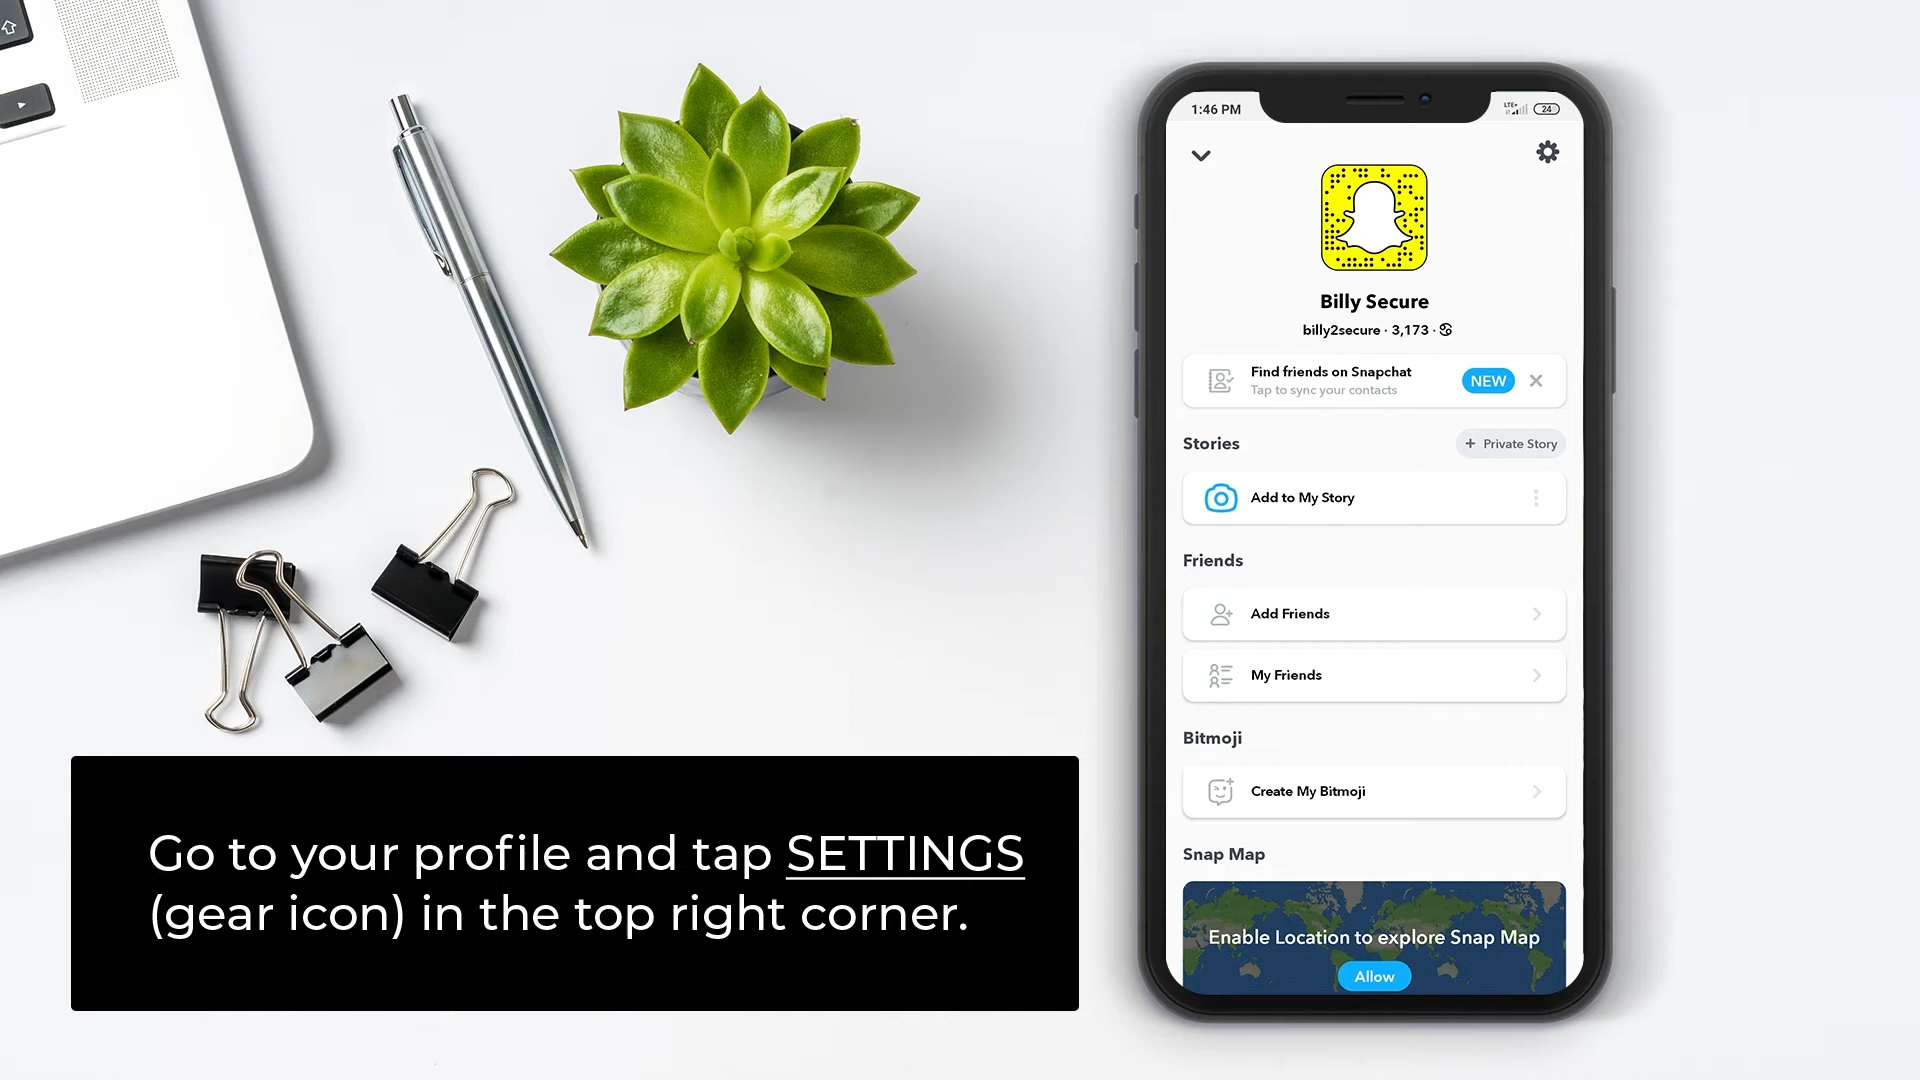 1:46 PM
LTE+
24
Billy Secure
billy2secure · 3,173 · ♋
Find friends on Snapchat
Tap to sync your contacts
NEW
Stories
+ Private Story
Add to My Story
Friends
Add Friends
My Friends
Bitmoji
Create My Bitmoji
Snap Map
Enable Location to explore Snap Map
Allow
Go to your profile and tap SETTINGS
(gear icon) in the top right corner.